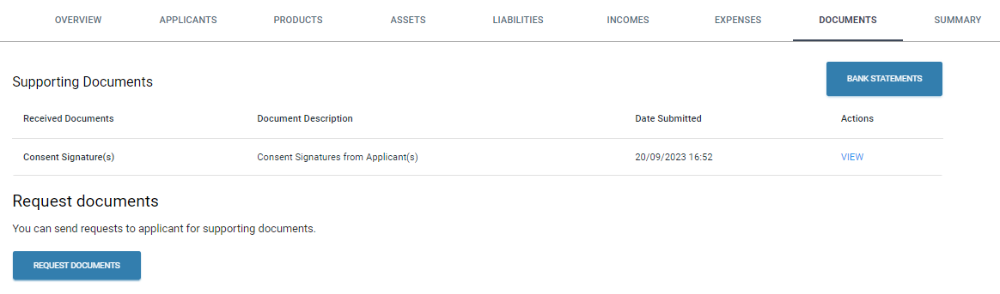 OVERVIEW APPLICANTS PRODUCTS ASSETS LIABILITIES INCOMES EXPENSES DOCUMENTS SUMMARY
Supporting Documents BANK STATEMENTS
Received Documents Document Description Date Submitted Actions
Consent Signature(s) Consent Signatures from Applicant(s) 20/09/2023 16:52 VIEW
Request documents
You can send requests to applicant for supporting documents.
REQUEST DOCUMENTS